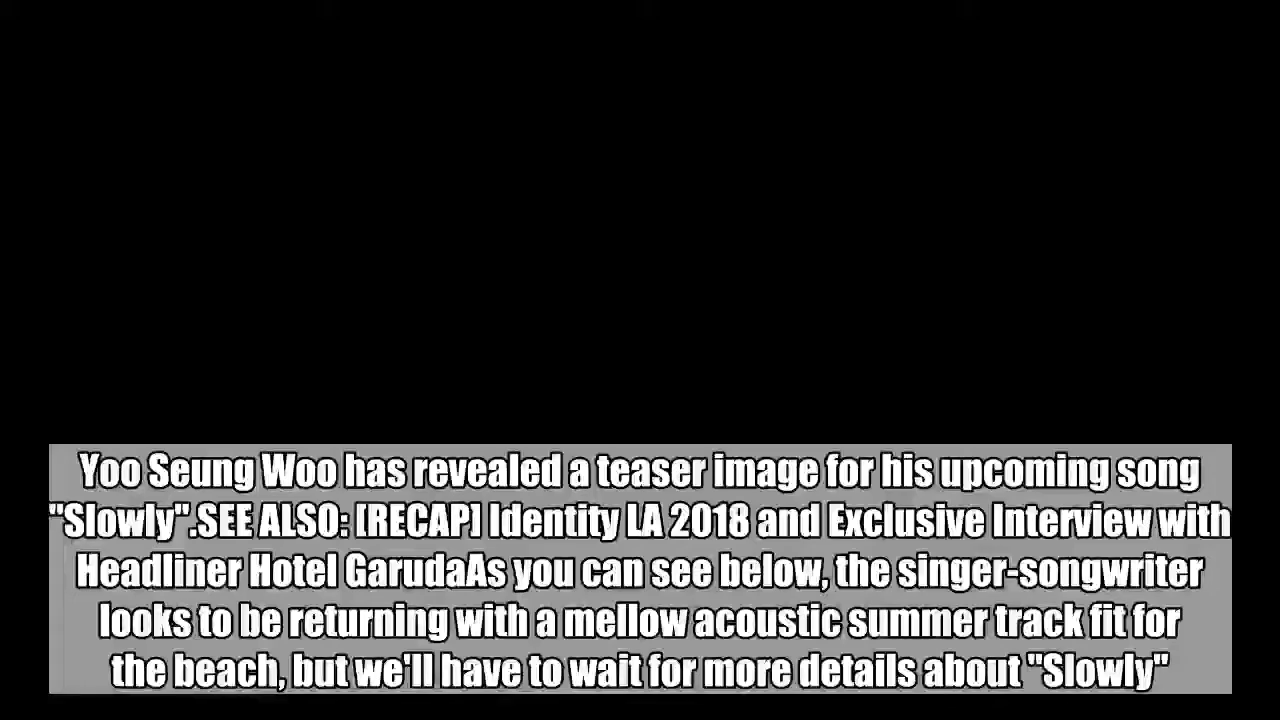 Yoo Seung Woo has revealed a teaser image for his upcoming song
"Slowly".SEE ALSO: [RECAP] Identity LA 2018 and Exclusive Interview with
Headliner Hotel GarudaAs you can see below, the singer-songwriter
looks to be returning with a mellow acoustic summer track fit for
the beach, but we'll have to wait for more details about "Slowly"